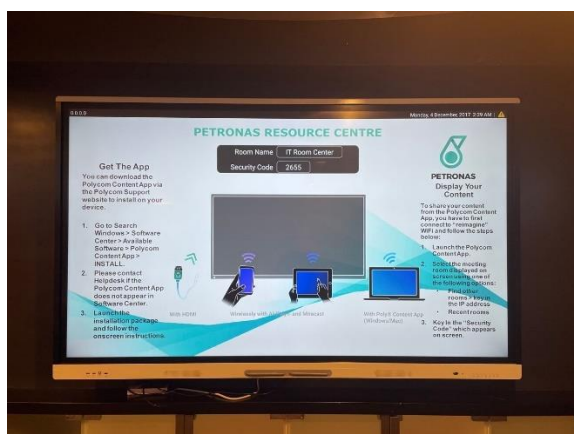 Monday, 4 December 2017 2:09 AM
PETRONAS RESOURCE CENTRE
Room Name IT Room Center
Security Code 2655
Get The App
You can download the
Polycom Content App via
the Polycom Support
website to install on your
device.
1. Go to Search
Windows > Software
Center > Available
Software > Polycom
Content App >
INSTALL.
2. Please contact
Helpdesk if the
Polycom Content App
does not appear in
Software Center.
3. Launch the
installation package
and follow the
onscreen instructions.
With HDMI
Wirelessly with and Miracast
With Poly® Content App
(Windows/Mac)
PETRONAS
Display Your
Content
To share your content
from the Polycom Content
App, you have to first
connect to "reimagine"
WiFi and follow the steps
below:
1. Launch the Polycom
Content App.
2. Select the meeting
room displayed on
screen using one of
the following options:
• Find other
rooms > key in
the IP address
• Recent rooms
3. Key in the "Security
Code" which appears
on screen.